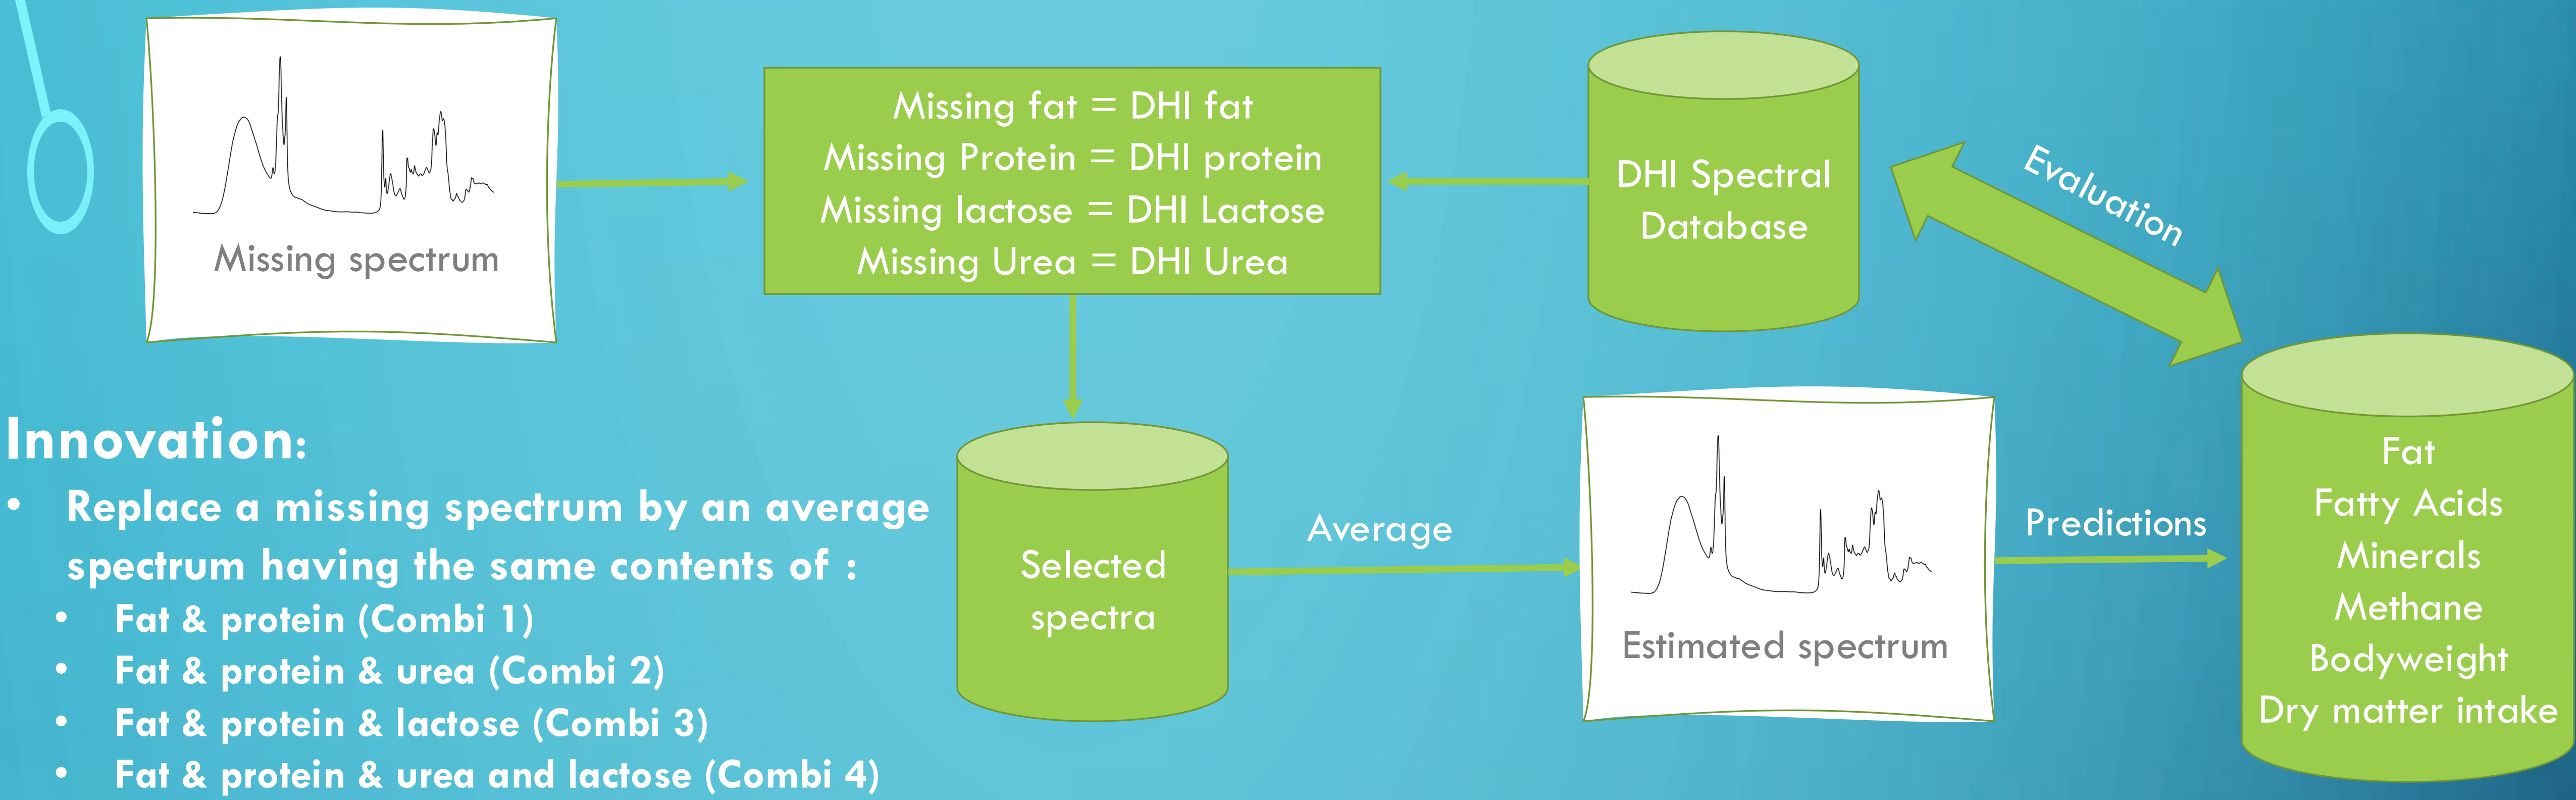 Missing spectrum
Missing fat = DHI fat
Missing Protein = DHI protein
Missing lactose = DHI Lactose
Missing Urea = DHI Urea
DHI Spectral
Database
Evaluation
Innovation:
• Replace a missing spectrum by an average
spectrum having the same contents of :
• Fat & protein (Combi 1)
• Fat & protein & urea (Combi 2)
• Fat & protein & lactose (Combi 3)
• Fat & protein & urea and lactose (Combi 4)
Selected
spectra
Average
Estimated spectrum
Predictions
Fat
Fatty Acids
Minerals
Methane
Bodyweight
Dry matter intake